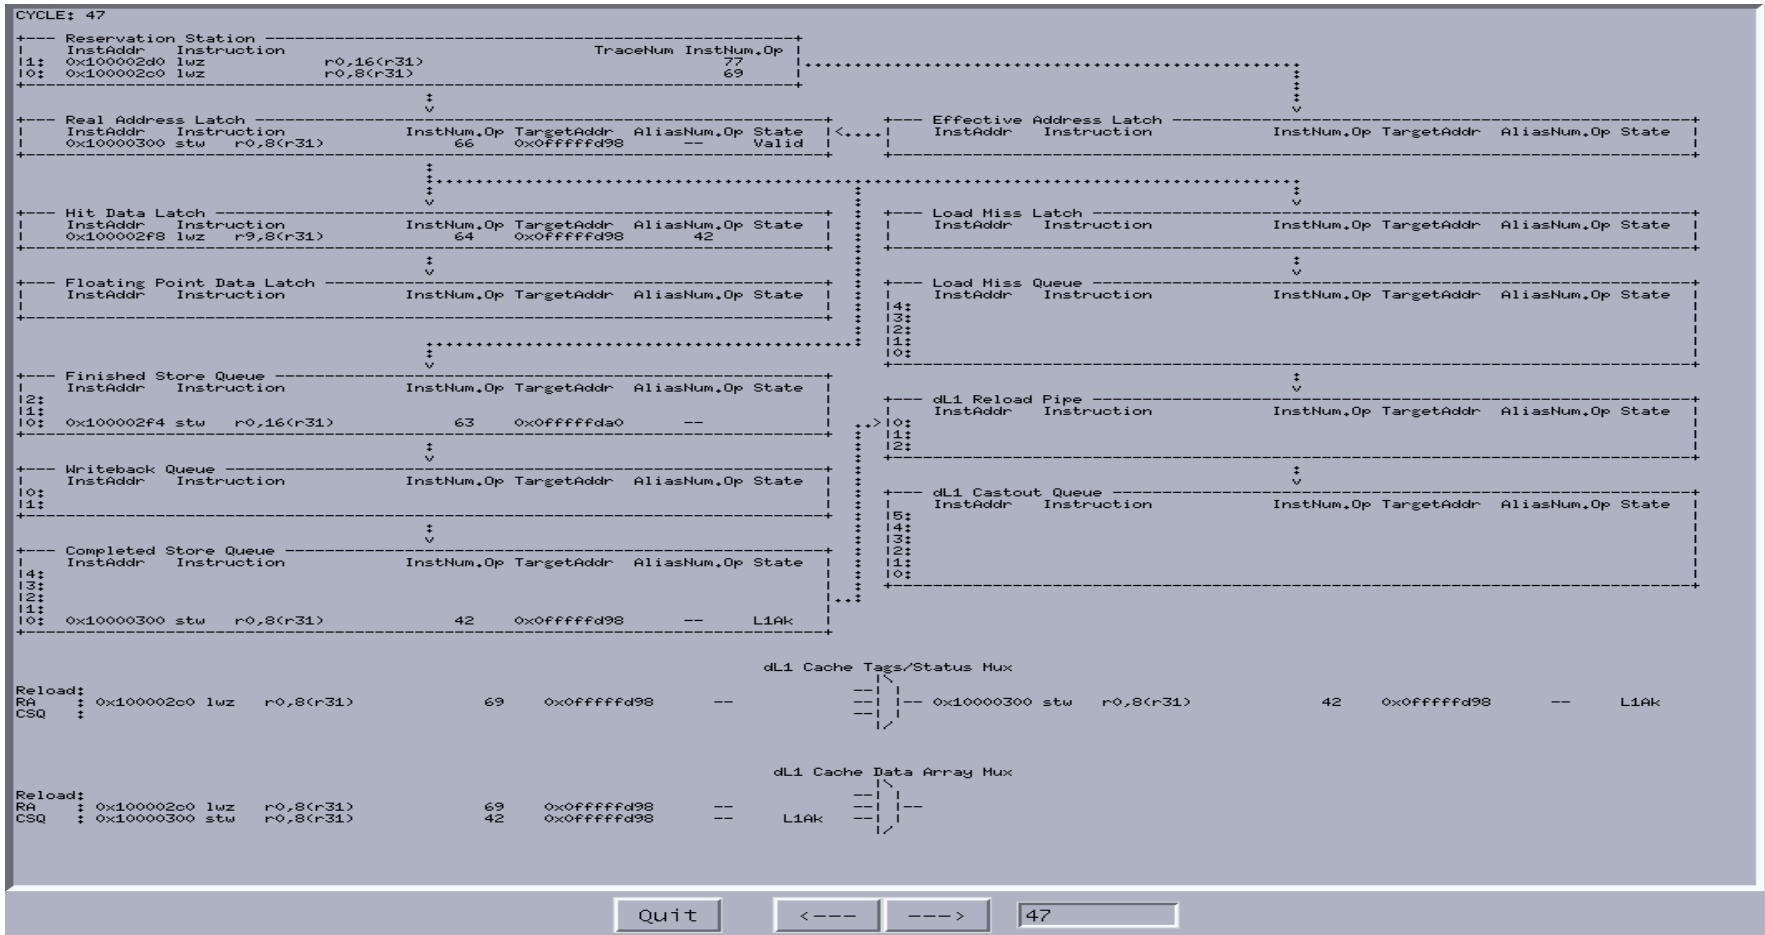 CYCLE: 47
+--- Reservation Station ---
InstAddr Instruction TraceNum InstNum.Op
1: 0x100002d0 lwz r0,16(r31) 77
0: 0x100002c0 lwz r0,8(r31) 69
+--- Real Address Latch ---
InstAddr Instruction InstNum.Op TargetAddr AliasNum.Op State
0x10000300 stw r0,8(r31) 66 0x0fffffd98 -- Valid
+--- Effective Address Latch ---
InstAddr Instruction InstNum.Op TargetAddr AliasNum.Op State
+--- Hit Data Latch ---
InstAddr Instruction InstNum.Op TargetAddr AliasNum.Op State
0x100002f8 lwz r9,8(r31) 64 0x0fffffd98 42
+--- Load Miss Latch ---
InstAddr Instruction InstNum.Op TargetAddr AliasNum.Op State
+--- Floating Point Data Latch ---
InstAddr Instruction InstNum.Op TargetAddr AliasNum.Op State
+--- Load Miss Queue ---
InstAddr Instruction InstNum.Op TargetAddr AliasNum.Op State
4:
3:
2:
1:
0:
+--- Finished Store Queue ---
InstAddr Instruction InstNum.Op TargetAddr AliasNum.Op State
2:
1:
0: 0x100002f4 stw r0,16(r31) 63 0x0fffffda0 --
+--- dL1 Reload Pipe ---
InstAddr Instruction InstNum.Op TargetAddr AliasNum.Op State
0:
1:
2:
+--- Writeback Queue ---
InstAddr Instruction InstNum.Op TargetAddr AliasNum.Op State
0:
1:
+--- dL1 Castout Queue ---
InstAddr Instruction InstNum.Op TargetAddr AliasNum.Op State
5:
4:
3:
2:
1:
0:
+--- Completed Store Queue ---
InstAddr Instruction InstNum.Op TargetAddr AliasNum.Op State
4:
3:
2:
1:
0: 0x10000300 stw r0,8(r31) 42 0x0fffffd98 -- L1Ak
dL1 Cache Tags/Status Mux
Reload: --
RA : 0x100002c0 lwz r0,8(r31) 69 0x0fffffd98 -- -- -- 0x10000300 stw r0,8(r31) 42 0x0fffffd98 -- L1Ak
CSQ : --
dL1 Cache Data Array Mux
Reload: --
RA : 0x100002c0 lwz r0,8(r31) 69 0x0fffffd98 -- -- --
CSQ : 0x10000300 stw r0,8(r31) 42 0x0fffffd98 -- L1Ak --
Quit <--- ---> 47